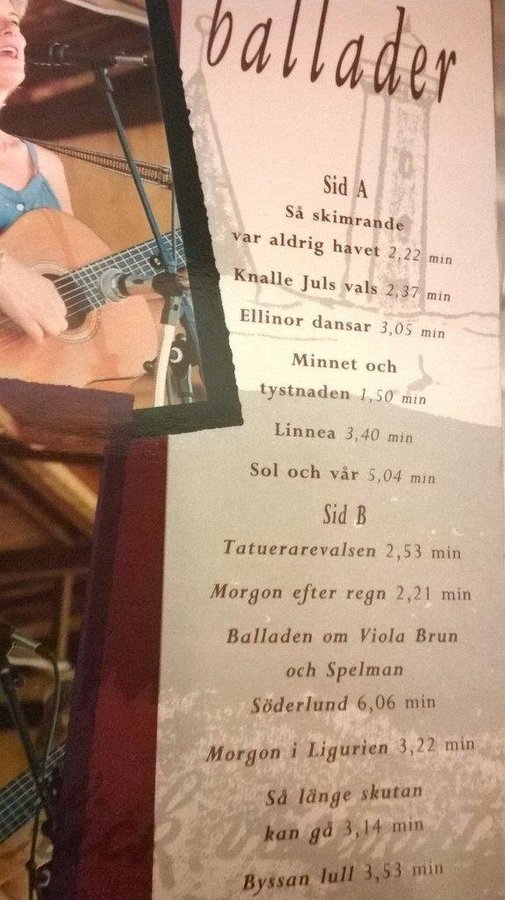 ballader
Sid A
Så skimrande
var aldrig havet 2,22 min
Knalle Juls vals 2,37 min
Ellinor dansar 3,05 min
Minnet och
tystnaden 1,50 min
Linnea 3,40 min
Sol och vår 5,04 min
Sid B
Tatuerarevalsen 2,53 min
Morgon efter regn 2,21 min
Balladen om Viola Brun
och Spelman
Söderlund 6,06 min
Morgon i Ligurien 3,22 min
Så länge skutan
kan gå 3,14 min
Byssan lull 3,53 min